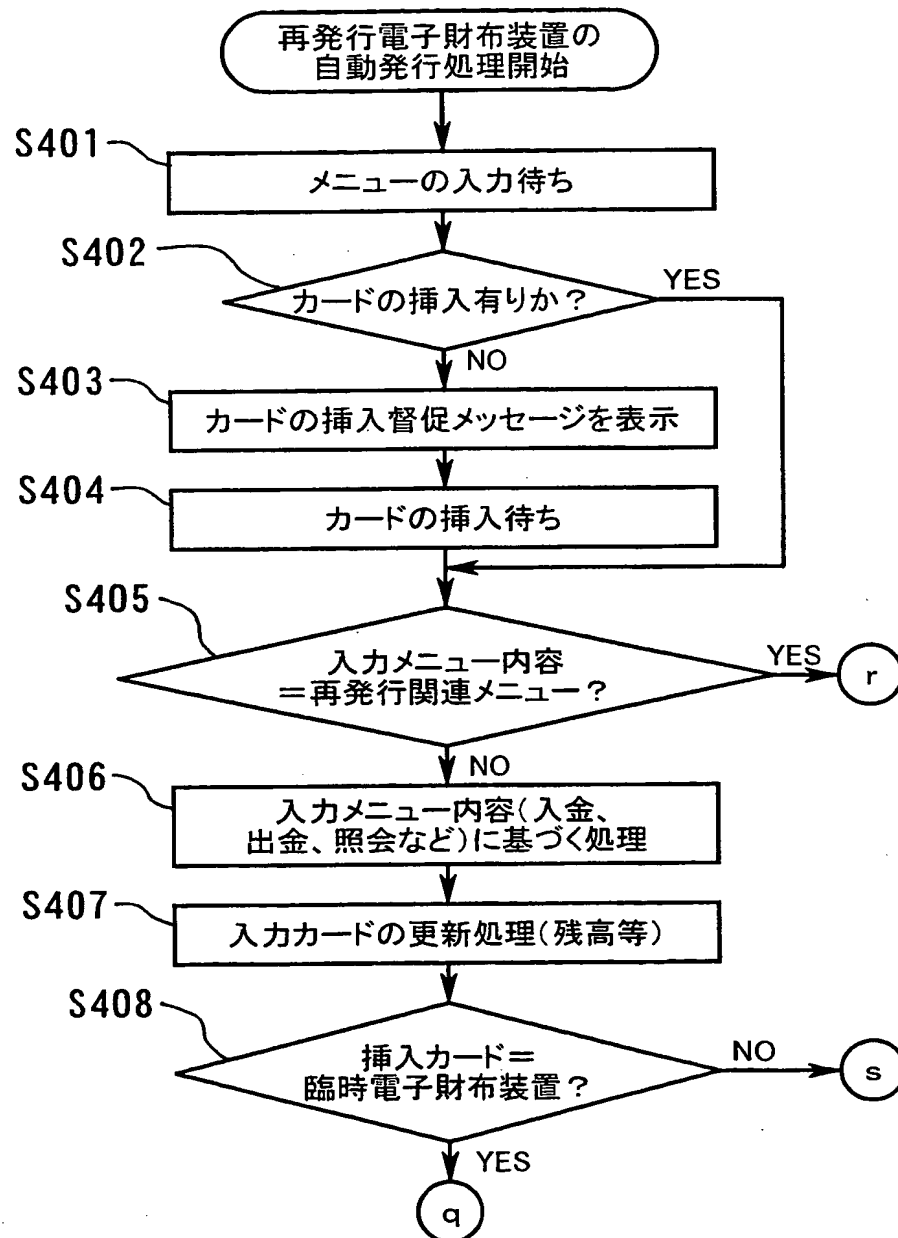 再発行電子財布装置の
自動発行処理開始
S401
メニューの入力待ち
S402
カードの挿入有りか?
YES
NO
S403
カードの挿入督促メッセージを表示
S404
カードの挿入待ち
S405
入力メニュー内容
=再発行関連メニュー?
YES
r
NO
S406
入力メニュー内容(入金、
出金、照会など)に基づく処理
S407
入力カードの更新処理(残高等)
S408
挿入カード=
臨時電子財布装置?
NO
s
YES
q